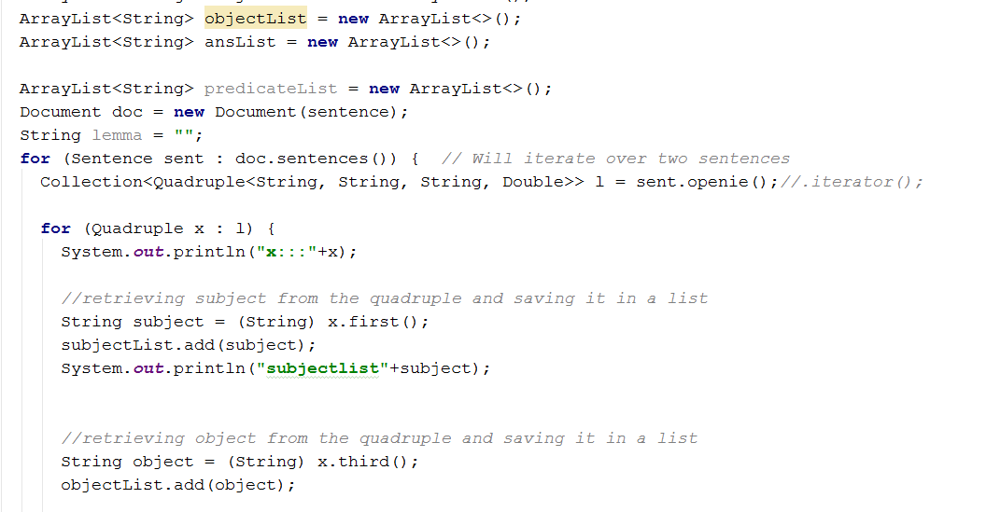 ArrayList<String> objectList = new ArrayList<>();
ArrayList<String> ansList = new ArrayList<>();
ArrayList<String> predicateList = new ArrayList<>();
Document doc = new Document(sentence);
String lemma = "";
for (Sentence sent : doc.sentences()) {  // Will iterate over two sentences
Collection<Quadruple<String, String, String, Double>> l = sent.openie();//.iterator();
for (Quadruple x : l) {
System.out.println("x:::"+x);
//retrieving subject from the quadruple and saving it in a list
String subject = (String) x.first();
subjectList.add(subject);
System.out.println("subjectlist"+subject);
//retrieving object from the quadruple and saving it in a list
String object = (String) x.third();
objectList.add(object);